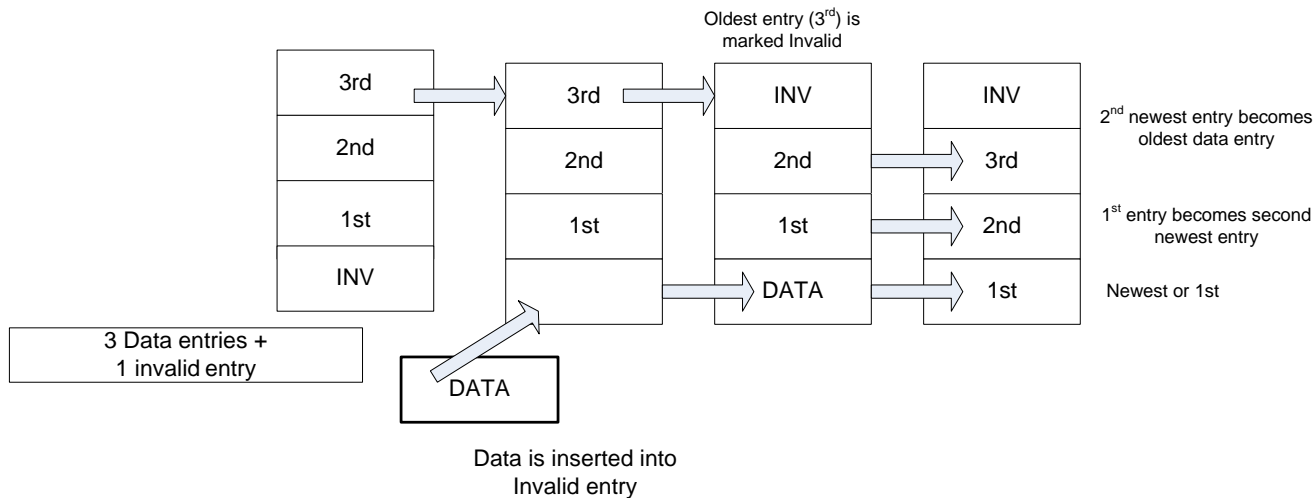 Oldest entry (3rd) is
marked Invalid
3rd
2nd
1st
INV
3 Data entries +
1 invalid entry
3rd
2nd
1st
DATA
Data is inserted into
Invalid entry
INV
2nd
1st
DATA
INV
3rd
2nd
1st
2nd newest entry becomes
oldest data entry
1st entry becomes second
newest entry
Newest or 1st